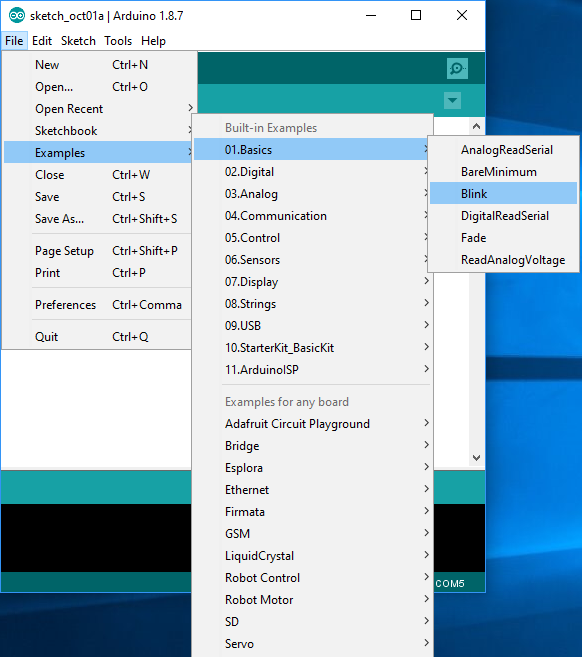 sketch_oct01a | Arduino 1.8.7
File Edit Sketch Tools Help
New Ctrl+N
Open... Ctrl+O
Open Recent
Sketchbook
Examples
Close Ctrl+W
Save Ctrl+S
Save As... Ctrl+Shift+S
Page Setup Ctrl+Shift+P
Print Ctrl+P
Preferences Ctrl+Comma
Quit Ctrl+Q
Built-in Examples
01.Basics
02.Digital
03.Analog
04.Communication
05.Control
06.Sensors
07.Display
08.Strings
09.USB
10.StarterKit_BasicKit
11.ArduinoISP
Examples for any board
Adafruit Circuit Playground
Bridge
Esplora
Ethernet
Firmata
GSM
LiquidCrystal
Robot Control
Robot Motor
SD
Servo
AnalogReadSerial
BareMinimum
Blink
DigitalReadSerial
Fade
ReadAnalogVoltage
COM5